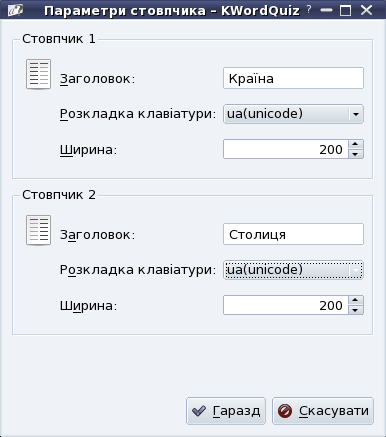 Параметри стовпчика – KWordQuiz ?
Стовпчик 1
Заголовок: Країна
Розкладка клавіатури: ua(unicode)
Ширина: 200
Стовпчик 2
Заголовок: Столиця
Розкладка клавіатури: ua(unicode)
Ширина: 200
Гаразд Скасувати